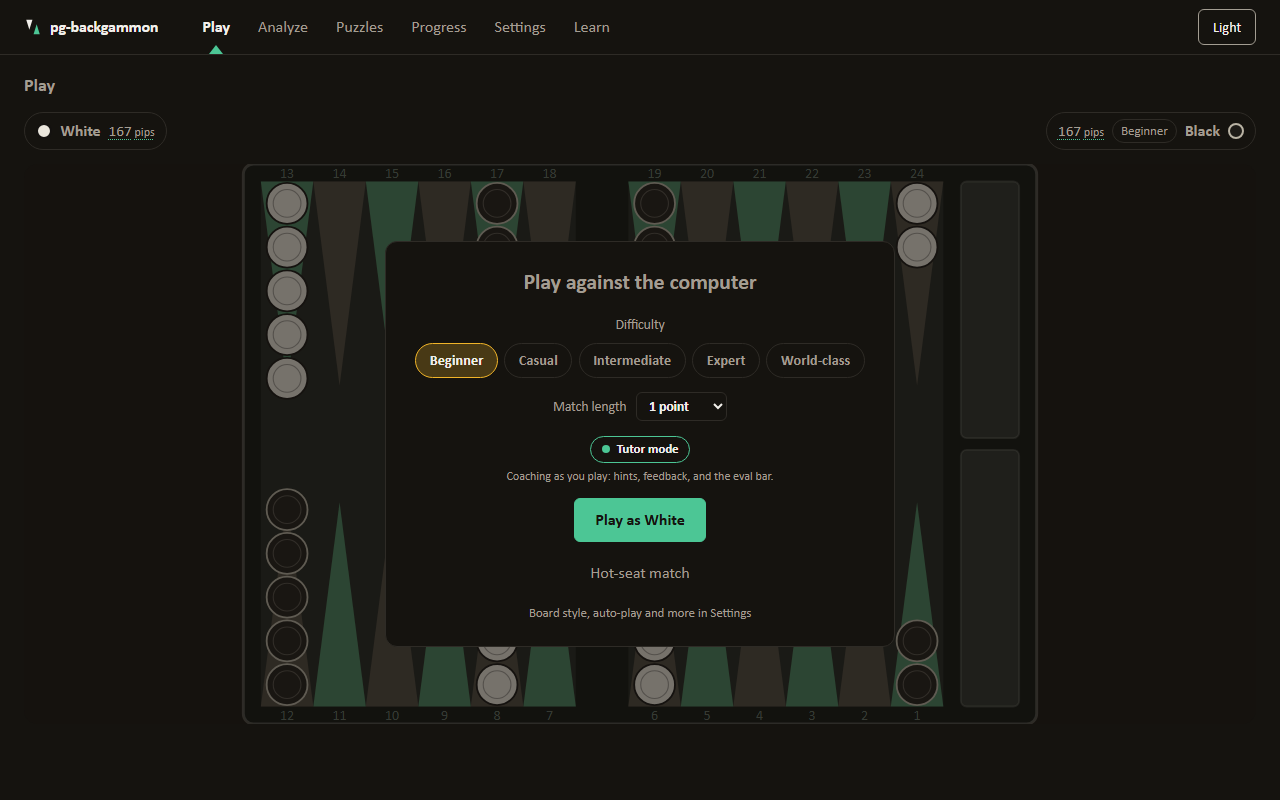 pg-backgammon Play Analyze Puzzles Progress Settings Learn Light
Play
White 167 pips
167 pips Beginner Black
13 14 15 16 17 18 19 20 21 22 23 24
Play against the computer
Difficulty
Beginner Casual Intermediate Expert World-class
Match length 1 point
Tutor mode
Coaching as you play: hints, feedback, and the eval bar.
Play as White
Hot-seat match
Board style, auto-play and more in Settings
12 11 10 9 8 7 6 5 4 3 2 1